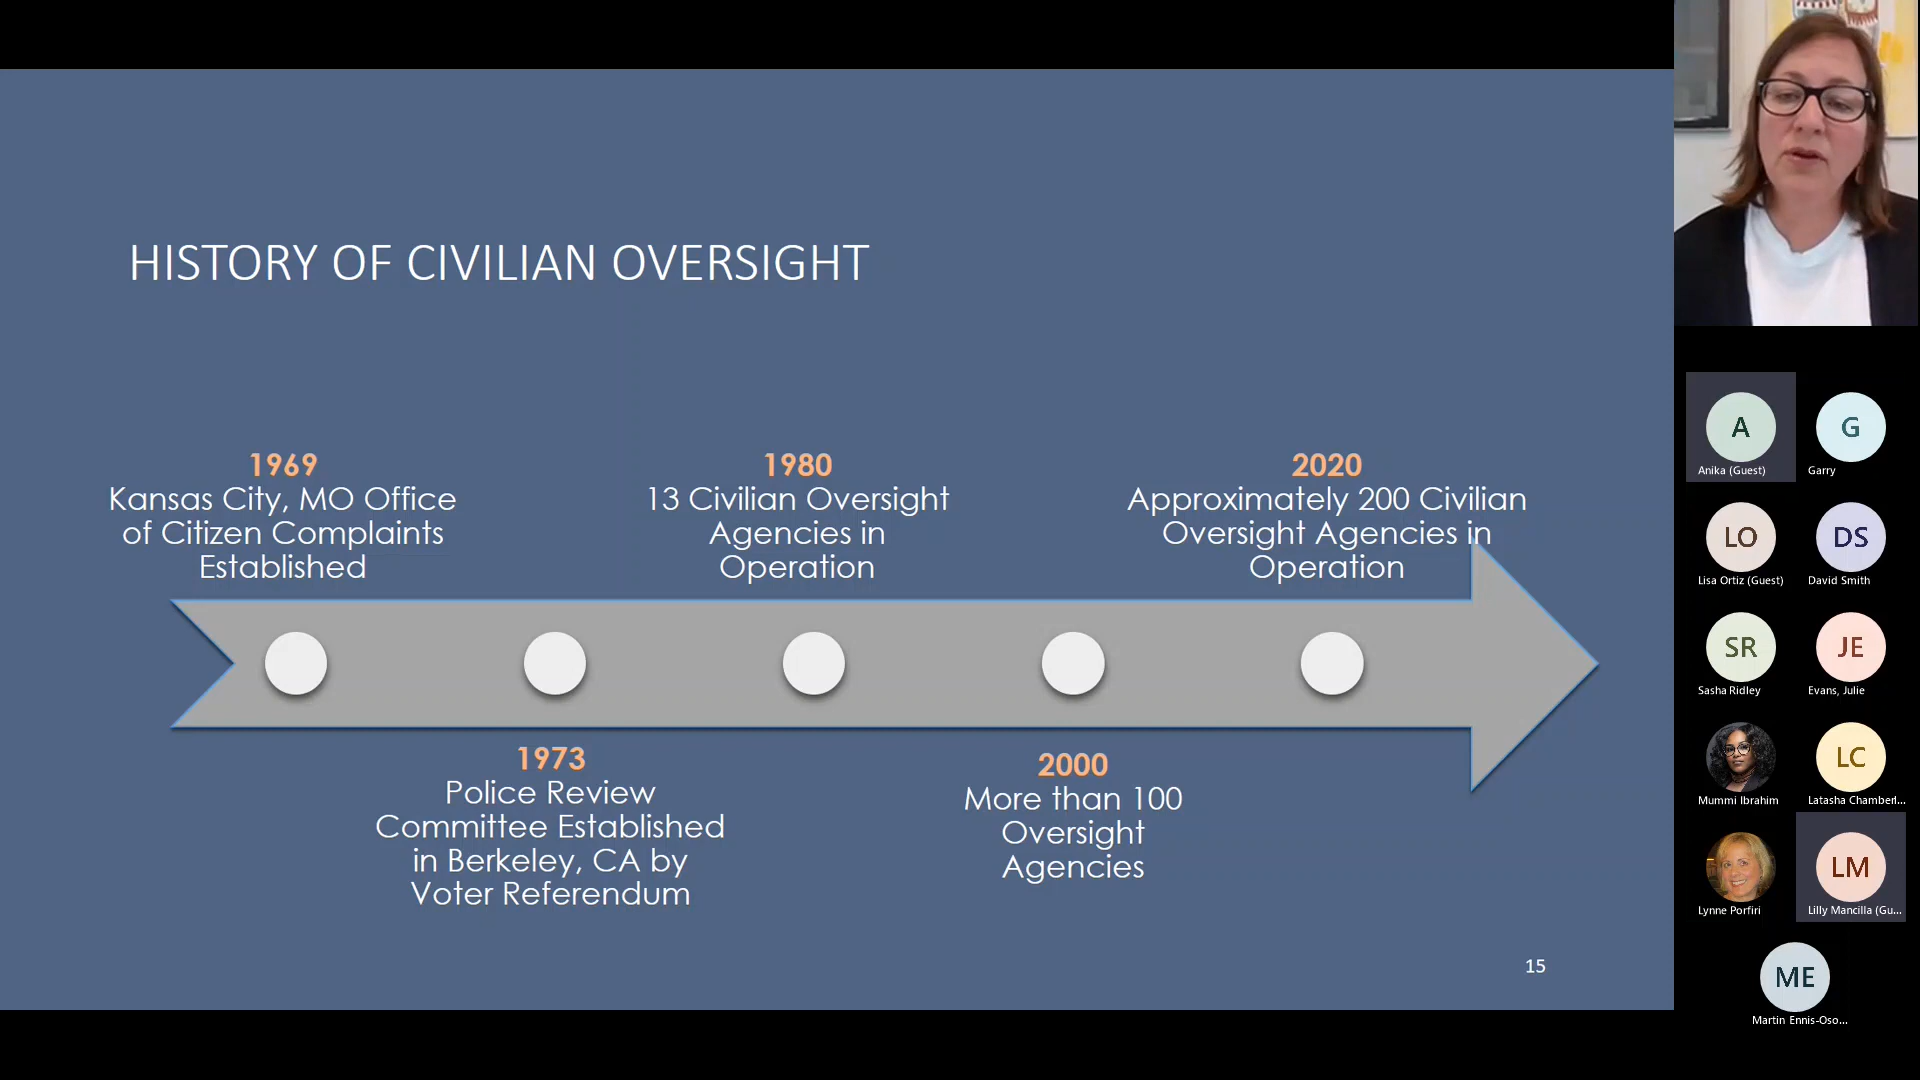 HISTORY OF CIVILIAN OVERSIGHT
1969
Kansas City, MO Office
of Citizen Complaints
Established
1973
Police Review
Committee Established
in Berkeley, CA by
Voter Referendum
1980
13 Civilian Oversight
Agencies in
Operation
2000
More than 100
Oversight
Agencies
2020
Approximately 200 Civilian
Oversight Agencies in
Operation
15
A
Anika (Guest)
G
Garry
LO
Lisa Ortiz (Guest)
DS
David Smith
SR
Sasha Ridley
JE
Evans, Julie
Mummi Ibrahim
LC
Latasha Chamberl...
Lynne Porfiri
LM
Lilly Mancilla (Gu...
ME
Martin Ennis-Oso...